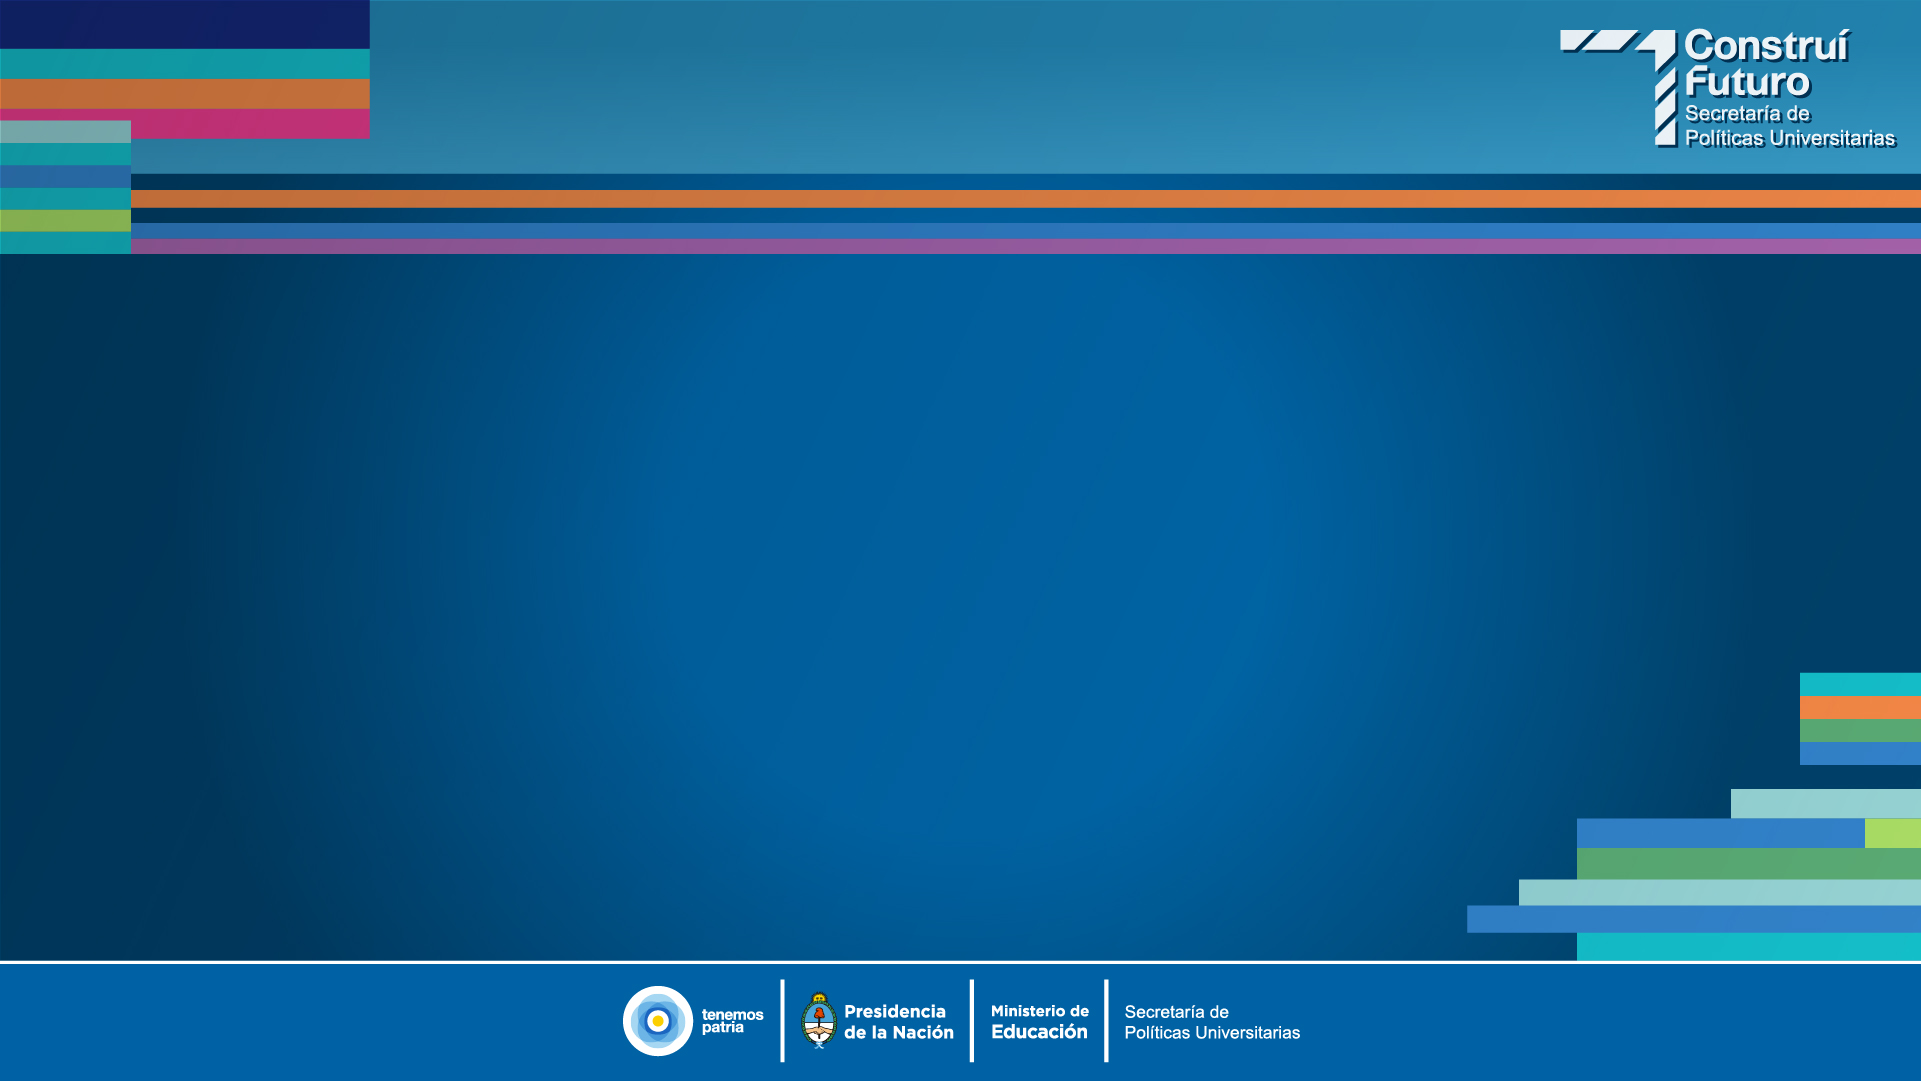 Construí
Futuro
Secretaría de
Políticas Universitarias
tenemos
patria
Presidencia
de la Nación
Ministerio de
Educación
Secretaría de
Políticas Universitarias